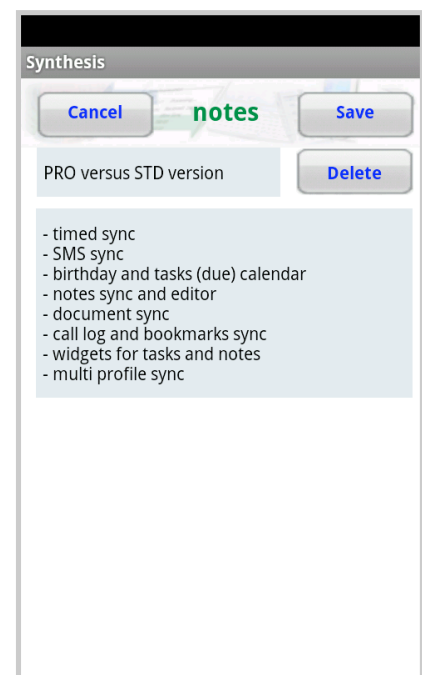 Synthesis
Cancel notes Save
PRO versus STD version Delete
- timed sync
- SMS sync
- birthday and tasks (due) calendar
- notes sync and editor
- document sync
- call log and bookmarks sync
- widgets for tasks and notes
- multi profile sync